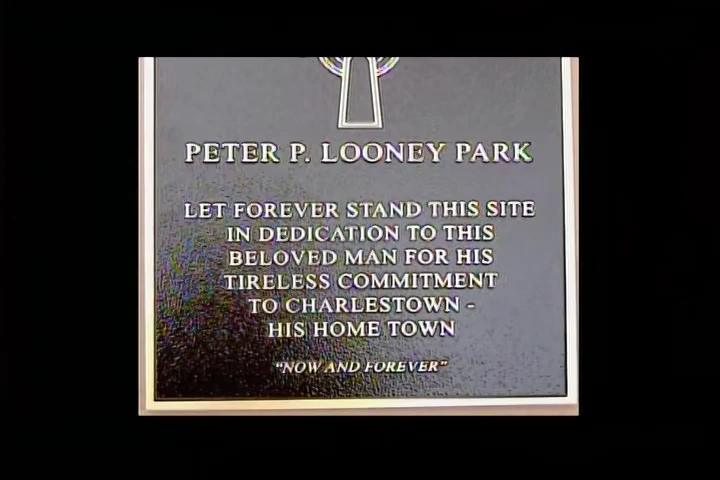 PETER P. LOONEY PARK
LET FOREVER STAND THIS SITE
IN DEDICATION TO THIS
BELOVED MAN FOR HIS
TIRELESS COMMITMENT
TO CHARLESTOWN -
HIS HOME TOWN
"NOW AND FOREVER"